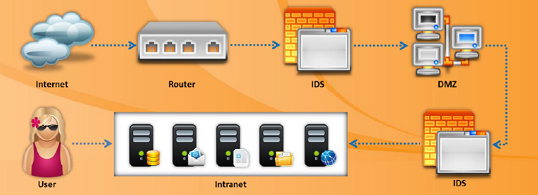 Internet
Router
IDS
DMZ
User
Intranet
IDS